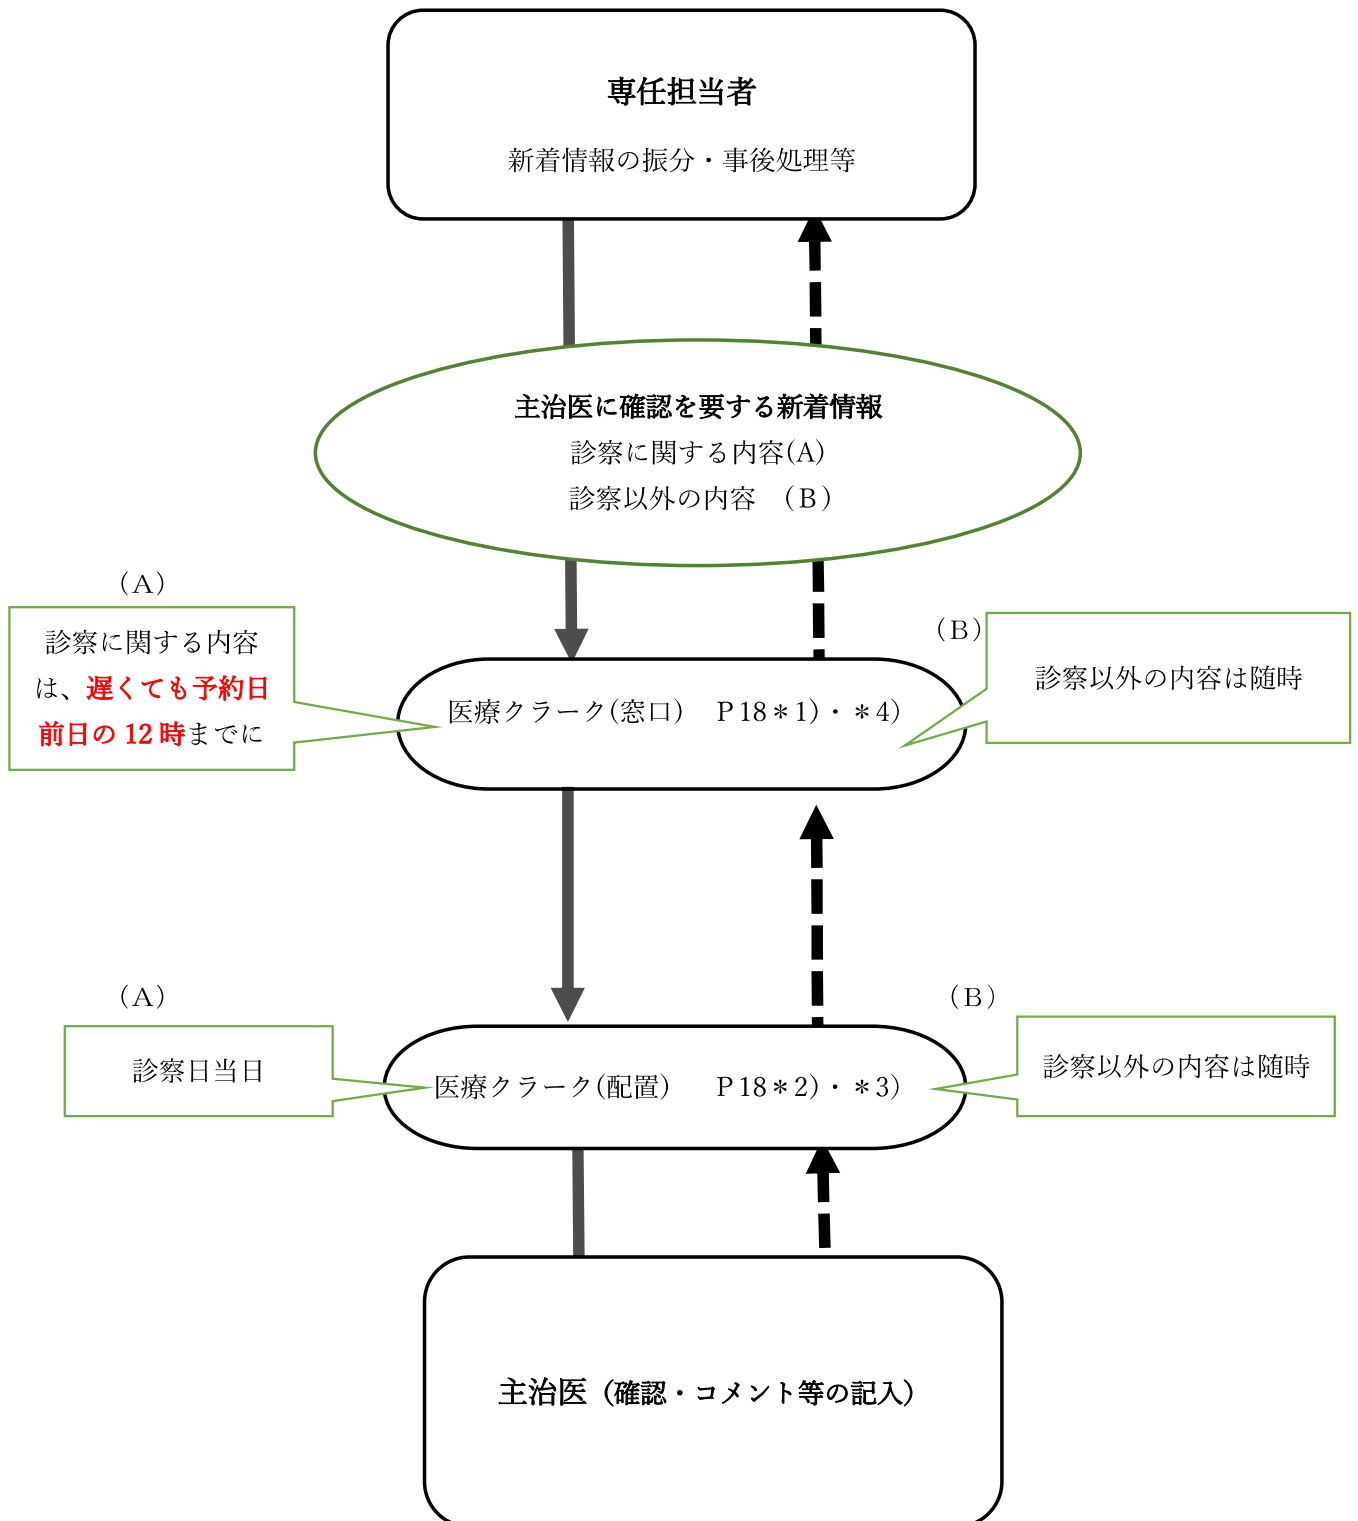 専任担当者
新着情報の振分・事後処理等
主治医に確認を要する新着情報
診察に関する内容(A)
診察以外の内容　（Ｂ）
（Ａ）
診察に関する内容
は、遅くても予約日
前日の 12 時までに
（Ｂ）
診察以外の内容は随時
医療クラーク(窓口)　Ｐ18＊1)・＊4)
（Ａ）
診察日当日
（Ｂ）
診察以外の内容は随時
医療クラーク(配置)　Ｐ18＊2)・＊3)
主治医（確認・コメント等の記入）